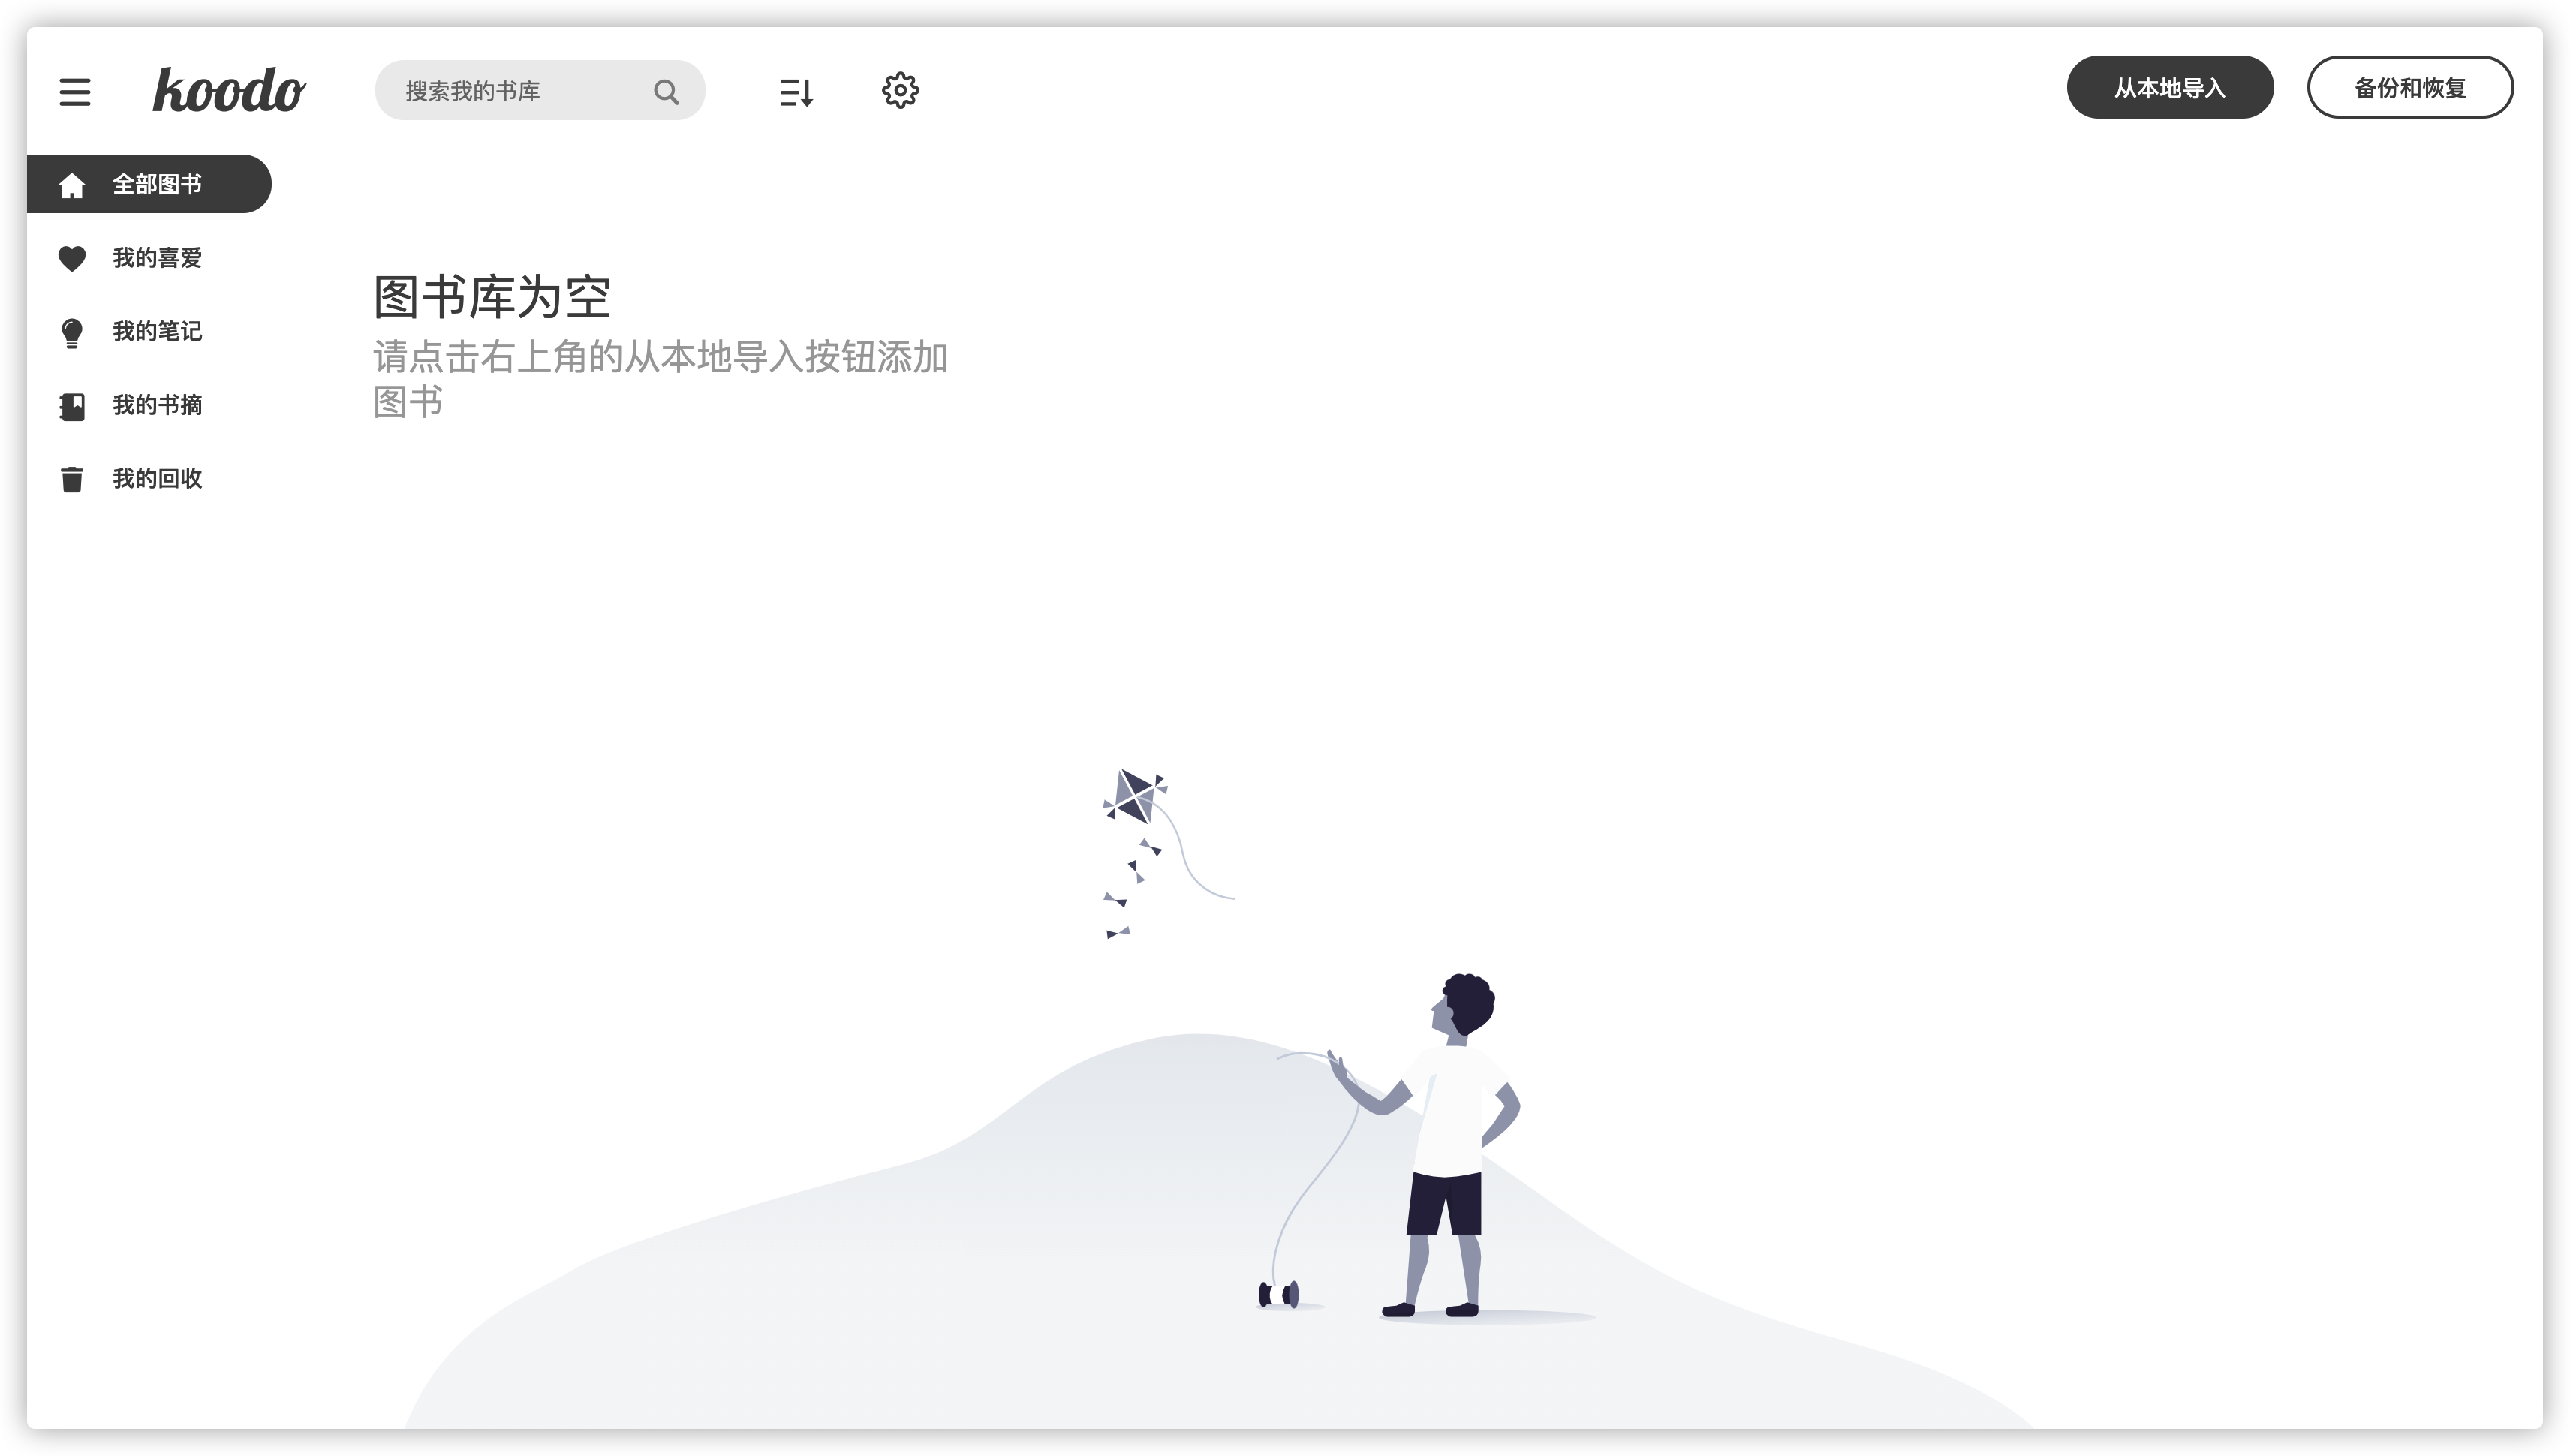 koodo
搜索我的书库
从本地导入
备份和恢复
全部图书
我的喜爱
我的笔记
我的书摘
我的回收
图书库为空
请点击右上角的从本地导入按钮添加
图书